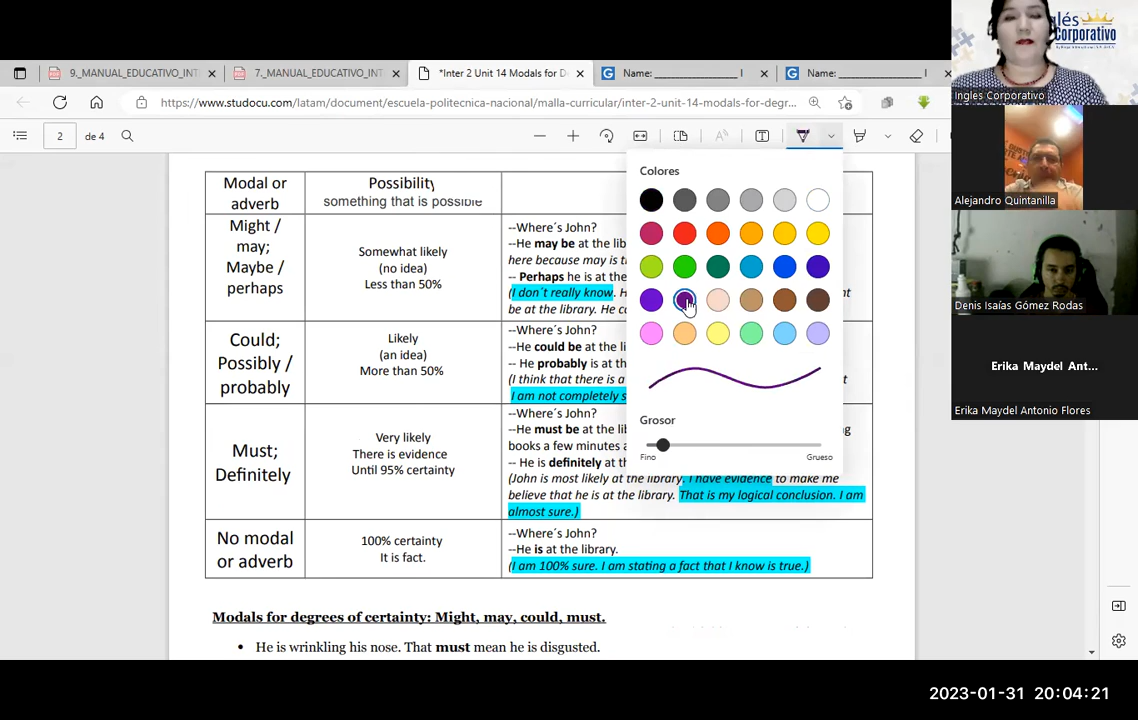 Inglés
Corporativo
9._MANUAL_EDUCATIVO_INT
7._MANUAL_EDUCATIVO_INT
*Inter 2 Unit 14 Modals for D
Name: ______________ I
Name: ______________ I
https://www.studocu.com/latam/document/escuela-politecnica-nacional/malla-curricular/inter-2-unit-14-modals-for-degr...
Ingles Corporativo
2
de 4
Colores
Grosor
Fino
Grueso
Modal or
adverb
Possibility
something that is possible
Might /
may;
Maybe /
perhaps
Somewhat likely
(no idea)
Less than 50%
--Where´s John?
--He may be at the lib
here because may is t
-- Perhaps he is at the
(I don´t really know. H
be at the library. He co
Could;
Possibly /
probably
Likely
(an idea)
More than 50%
--Where´s John?
--He could be at the li
-- He probably is at th
(I think that there is a
I am not completely s
Must;
Definitely
Very likely
There is evidence
Until 95% certainty
--Where´s John?
--He must be at the lib
books a few minutes a
-- He is definitely at th
(John is most likely at the library. I have evidence to make me
believe that he is at the library. That is my logical conclusion. I am
almost sure.)
No modal
or adverb
100% certainty
It is fact.
--Where´s John?
--He is at the library.
(I am 100% sure. I am stating a fact that I know is true.)
Modals for degrees of certainty: Might, may, could, must.
• He is wrinkling his nose. That must mean he is disgusted.
Alejandro Quintanilla
Denis Isaías Gómez Rodas
Erika Maydel Ant...
Erika Maydel Antonio Flores
2023-01-31 20:04:21